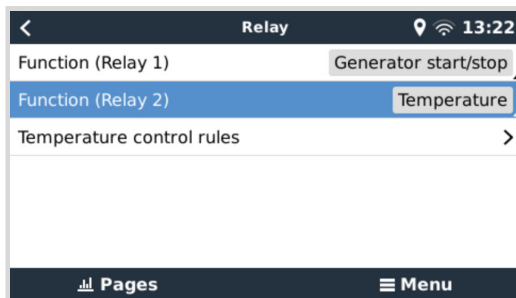 Relay 13:22
Function (Relay 1) Generator start/stop
Function (Relay 2) Temperature
Temperature control rules
Pages Menu